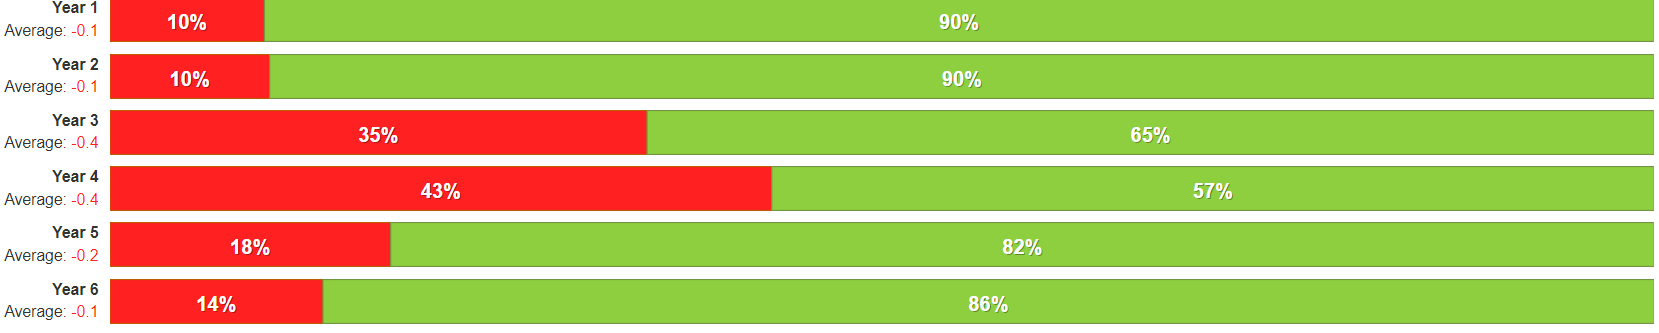 Year 1
Average: -0.1
10% 90%
Year 2
Average: -0.1
10% 90%
Year 3
Average: -0.4
35% 65%
Year 4
Average: -0.4
43% 57%
Year 5
Average: -0.2
18% 82%
Year 6
Average: -0.1
14% 86%